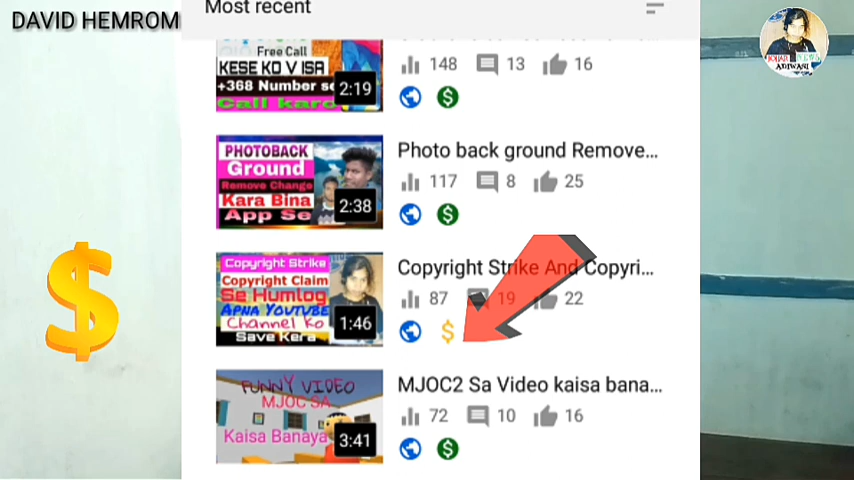 DAVID HEMROM
Most recent
Free Call
KESE KO V ISA
+368 Number se
Call karo
2:19
148 13 16
PHOTOBACK
Ground
Remove Change
Kara Bina
App Se
2:38
Photo back ground Remove...
117 8 25
Copyright Strike
Copyright Claim
Se Humlog
APNA YOUTUBE
Channel Ko
Save Kera
1:46
Copyright Strike And Copyri...
87 19 22
$
$
FUNNY VIDEO
MJOC SA
Kaisa Banaya
3:41
MJOC2 Sa Video kaisa bana...
72 10 16
ADIWASI